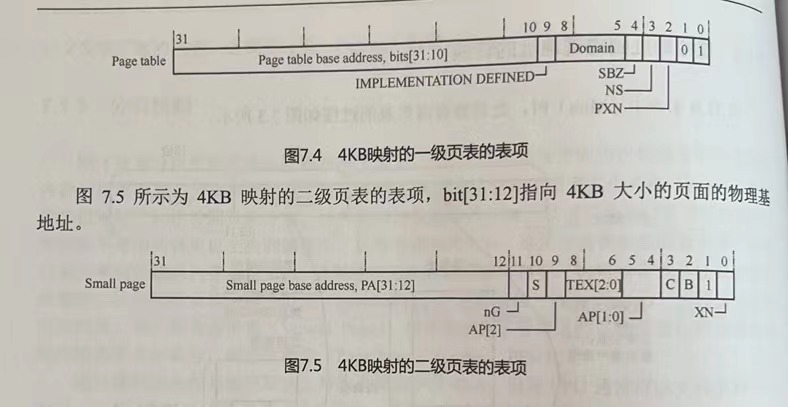 31 10 9 8 5 4 3 2 1 0
Page table Page table base address, bits[31:10] Domain 0 1
IMPLEMENTATION DEFINED SBZ
NS
PXN
图7.4 4KB映射的一级页表的表项
图 7.5 所示为 4KB 映射的二级页表的表项，bit[31:12]指向 4KB 大小的页面的物理基
地址。
31 12 11 10 9 8 6 5 4 3 2 1 0
Small page Small page base address, PA[31:12] S TEX[2:0] C B 1
nG AP[1:0] XN
AP[2]
图7.5 4KB映射的二级页表的表项